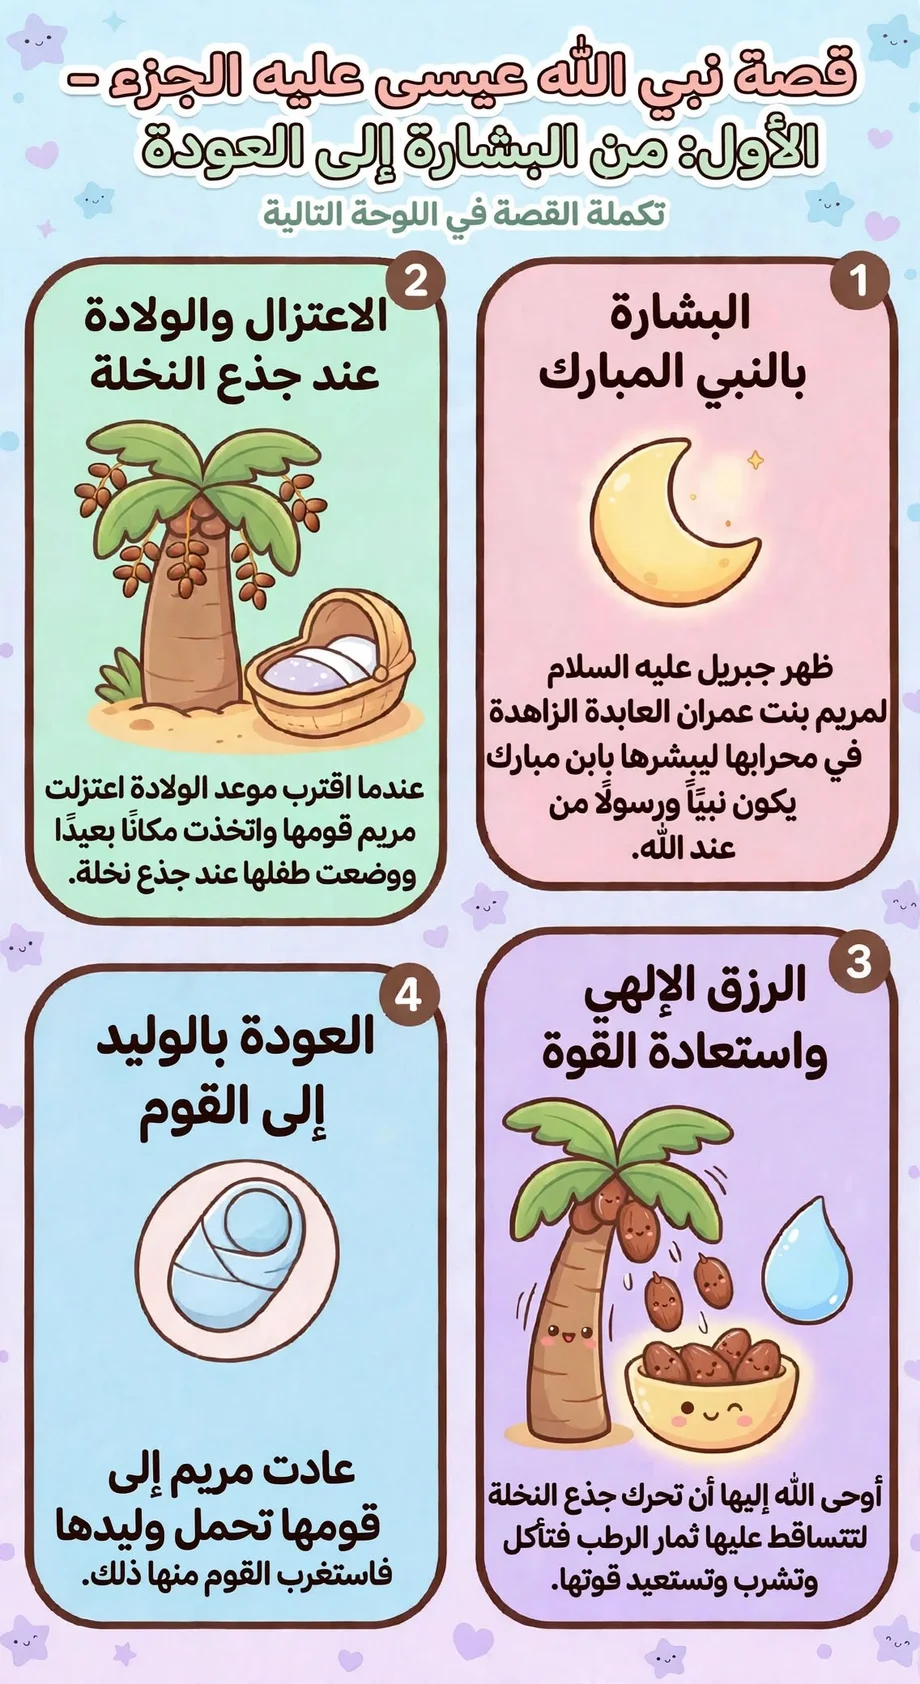 قصة نبي الله عيسى عليه الجزء -
الأول: من البشارة إلى العودة
تكملة القصة في اللوحة التالية
1
البشارة
بالنبي المبارك
ظهر جبريل عليه السلام
لمريم بنت عمران العابدة الزاهدة
في محرابها ليبشرها بابن مبارك
يكون نبيًا ورسولًا من
عند الله.
2
الاعتزال والولادة
عند جذع النخلة
عندما اقترب موعد الولادة اعتزلت
مريم قومها واتخذت مكانًا بعيدًا
ووضعت طفلها عند جذع نخلة.
3
الرزق الإلهي
واستعادة القوة
أوحى الله إليها أن تحرك جذع النخلة
لتتساقط عليها ثمار الرطب فتأكل
وتشرب وتستعيد قوتها.
4
العودة بالوليد
إلى القوم
عادت مريم إلى
قومها تحمل وليدها
فاستغرب القوم منها ذلك.